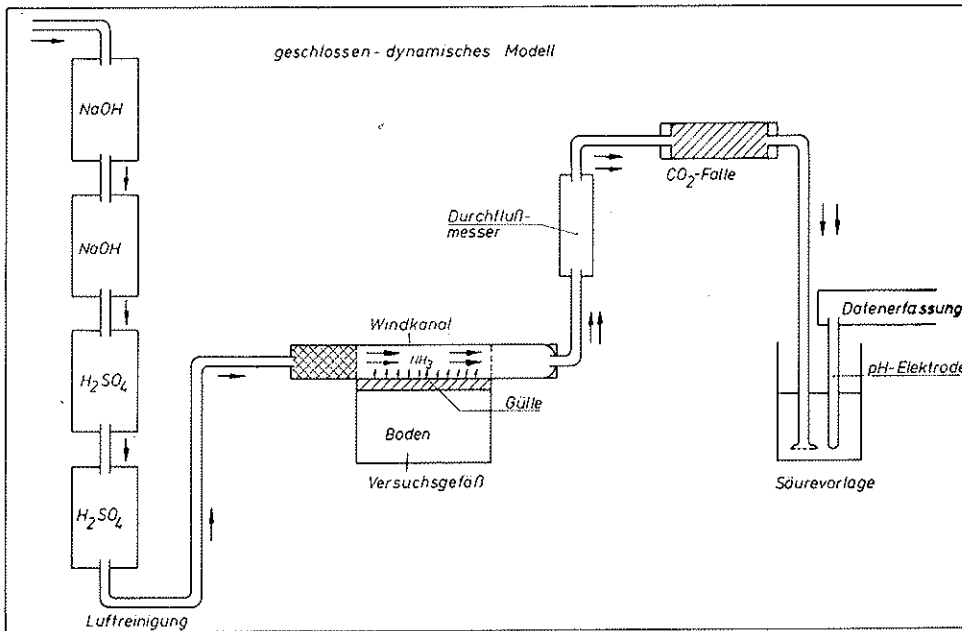 geschlossen - dynamisches Modell
NaOH
NaOH
H2SO4
H2SO4
Luftreinigung
Windkanal
NH3
Gülle
Boden
Versuchsgefäß
Durchfluß-
messer
CO2-Falle
Datenerfassung
pH-Elektrode
Säurevorlage